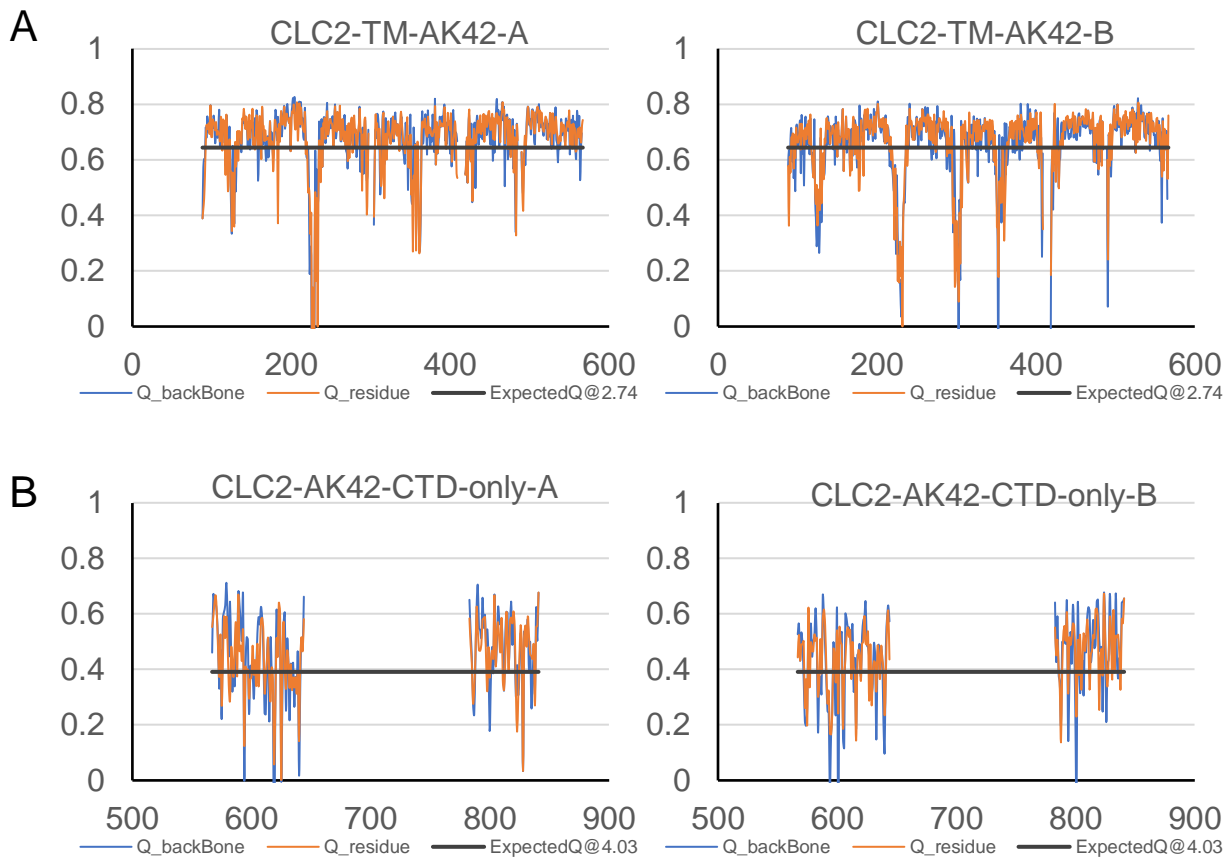 A
CLC2-TM-AK42-A
1
0.8
0.6
0.4
0.2
0
0 200 400 600
Q_backBone Q_residue ExpectedQ@2.74
CLC2-TM-AK42-B
1
0.8
0.6
0.4
0.2
0
0 200 400 600
Q_backBone Q_residue ExpectedQ@2.74
B
CLC2-AK42-CTD-only-A
1
0.8
0.6
0.4
0.2
0
500 600 700 800 900
Q_backBone Q_residue ExpectedQ@4.03
CLC2-AK42-CTD-only-B
1
0.8
0.6
0.4
0.2
0
500 600 700 800 900
Q_backBone Q_residue ExpectedQ@4.03